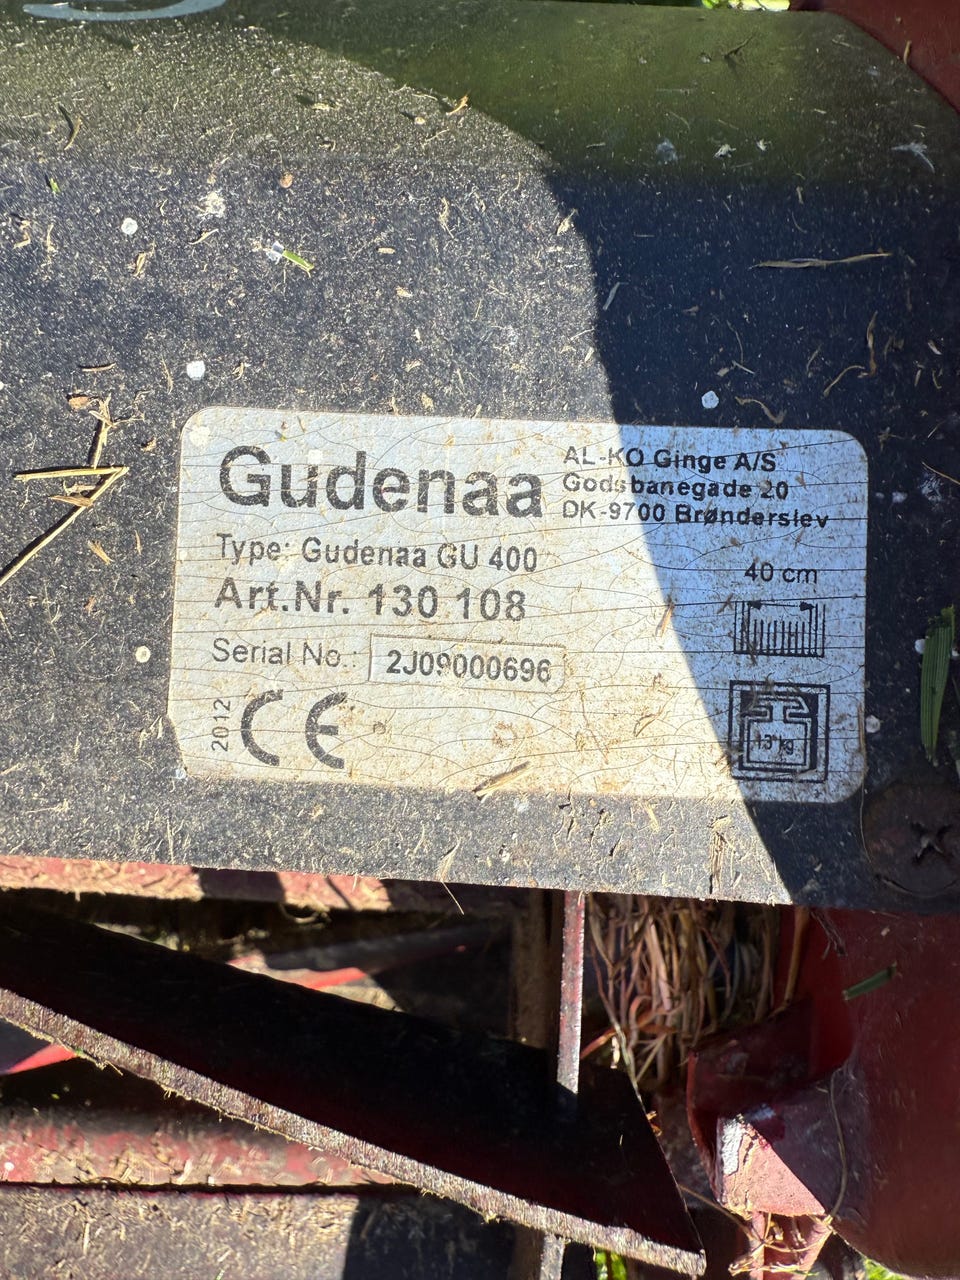 Gudenaa
AL-KO Ginge A/S
Godsbanegade 20
DK-9700 Brønderslev
Type: Gudenaa GU 400
Art.Nr. 130 108
Serial No.: 2J09000696
2012
CE
40 cm
13 kg